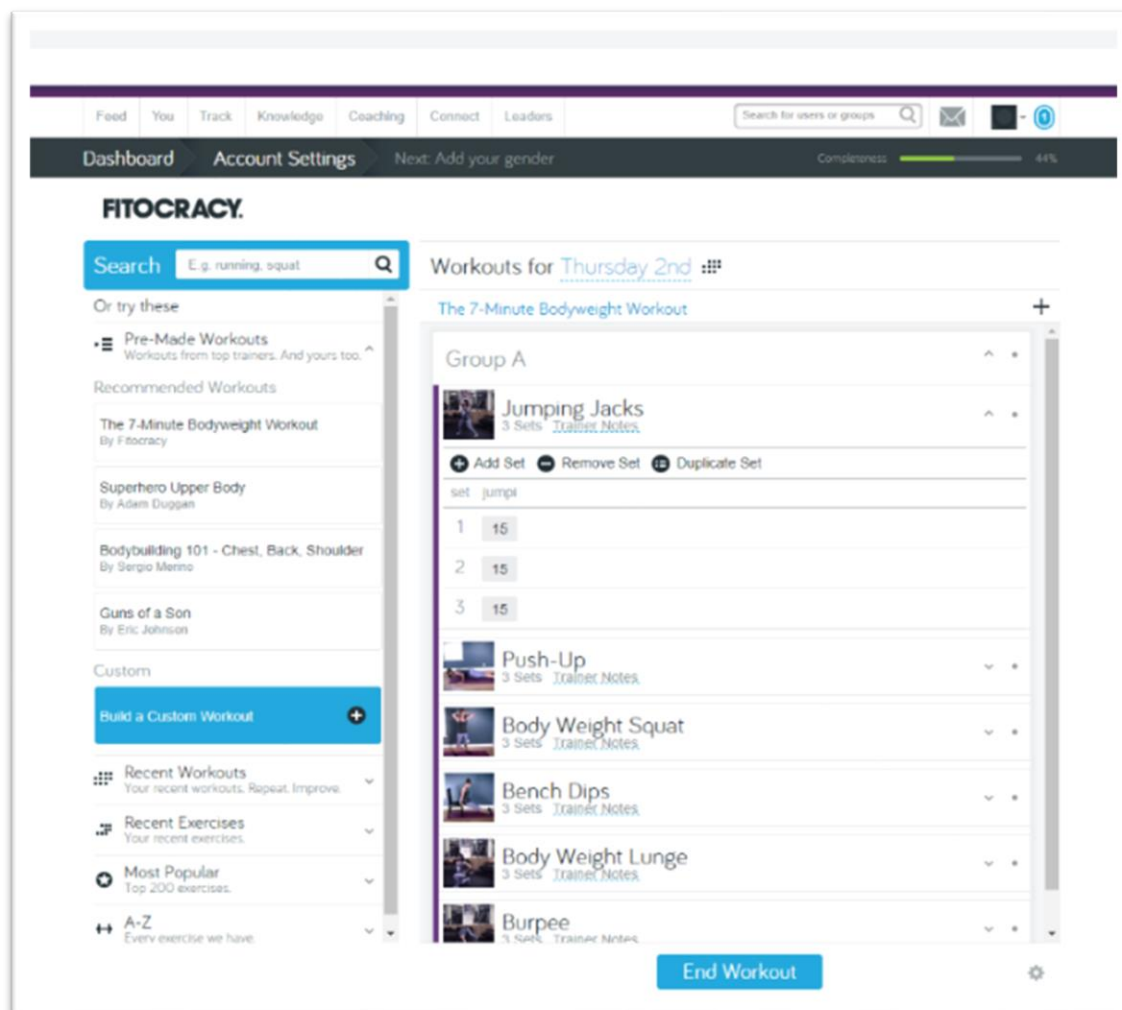 Feed You Track Knowledge Coaching Connect Leaders Search for users or groups 1
Dashboard Account Settings Next: Add your gender Completeness 44%
FITOCRACY.
Search E.g. running, squat
Or try these
Pre-Made Workouts
Workouts from top trainers. And yours too.
Recommended Workouts
The 7-Minute Bodyweight Workout
By Fitocracy
Superhero Upper Body
By Adam Duggan
Bodybuilding 101 - Chest, Back, Shoulder
By Sergio Merino
Guns of a Son
By Eric Johnson
Custom
Build a Custom Workout
Recent Workouts
Your recent workouts. Repeat. Improve.
Recent Exercises
Your recent exercises.
Most Popular
Top 200 exercises.
A-Z
Every exercise we have.
Workouts for Thursday 2nd
The 7-Minute Bodyweight Workout
Group A
Jumping Jacks
3 Sets Trainer Notes
Add Set Remove Set Duplicate Set
set jumpi
1 15
2 15
3 15
Push-Up
3 Sets Trainer Notes
Body Weight Squat
3 Sets Trainer Notes
Bench Dips
3 Sets Trainer Notes
Body Weight Lunge
3 Sets Trainer Notes
Burpee
3 Sets Trainer Notes
End Workout